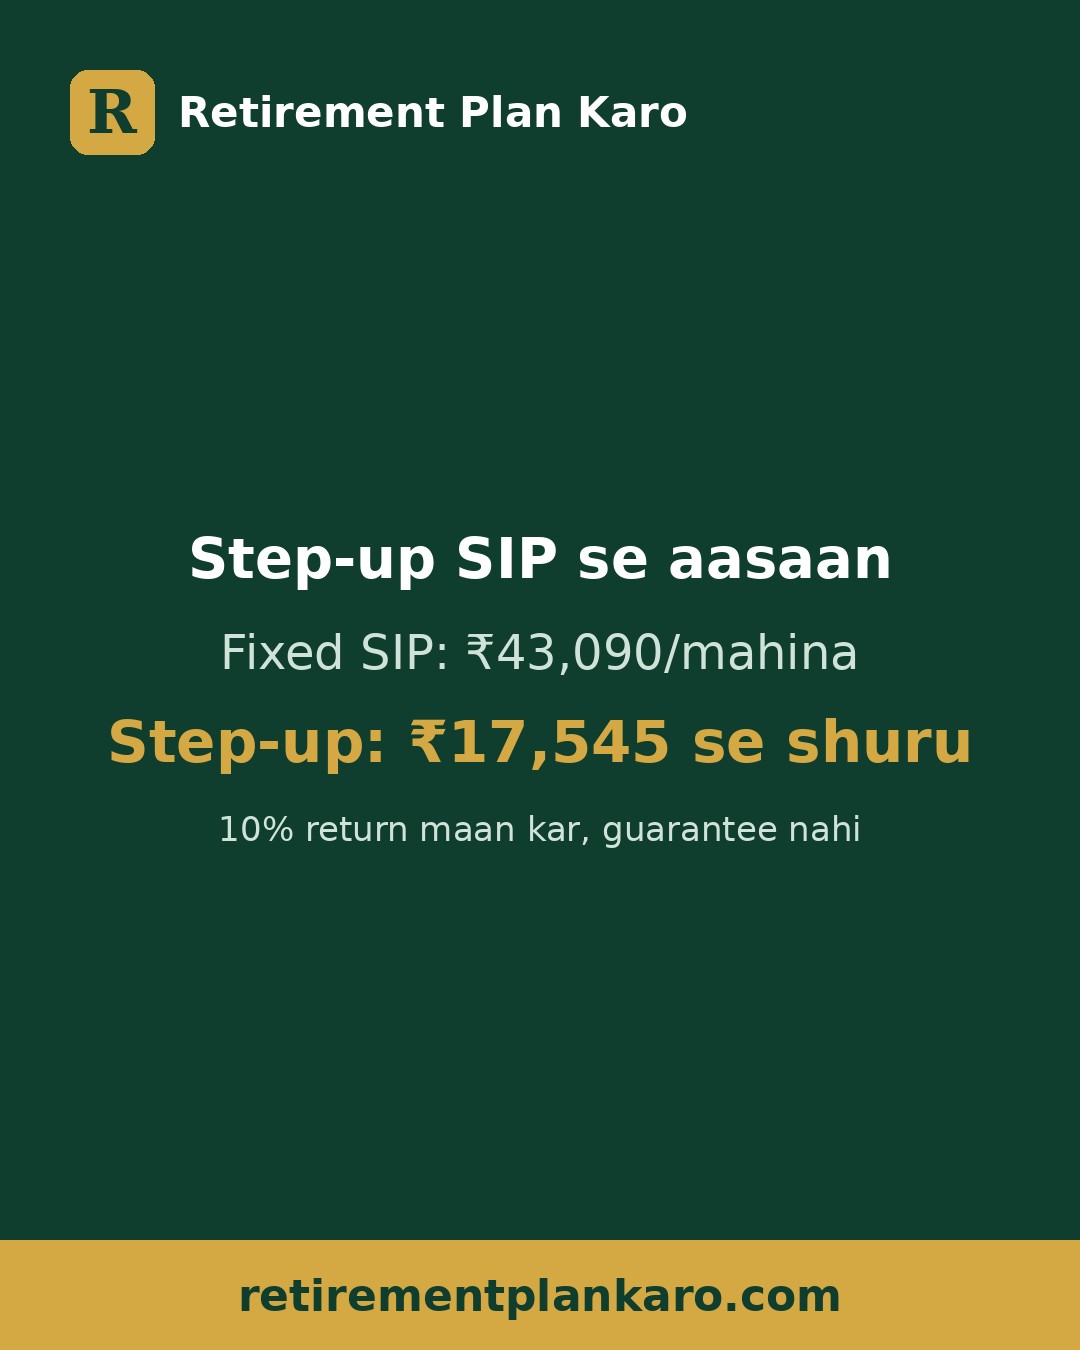 R
Retirement Plan Karo
Step-up SIP se aasaan
Fixed SIP: ₹43,090/mahina
Step-up: ₹17,545 se shuru
10% return maan kar, guarantee nahi
retirementplankaro.com